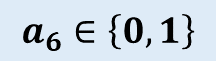 a₆ ∈ {0, 1}